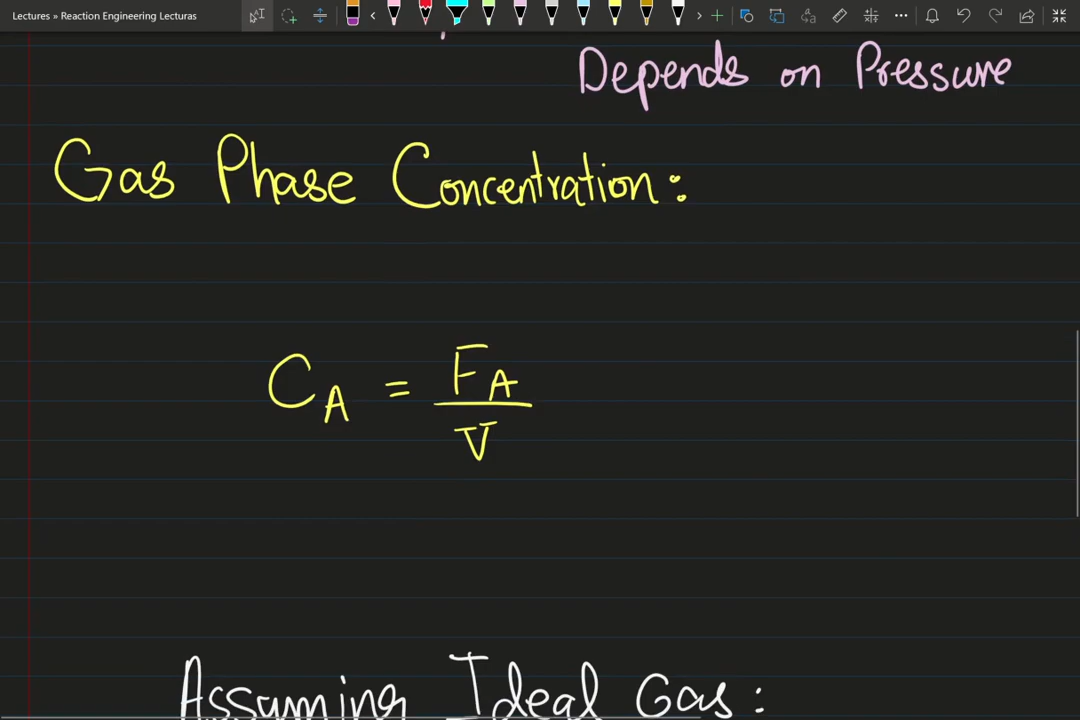 Lectures » Reaction Engineering Lecturas
Depends on Pressure
Gas Phase Concentration:
C_A = F_A / V
Assuming Ideal Gas: